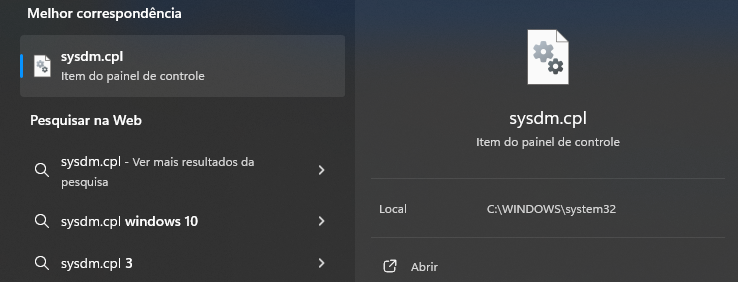 Melhor correspondência
sysdm.cpl
Item do painel de controle
Pesquisar na Web
sysdm.cpl - Ver mais resultados da
pesquisa
sysdm.cpl windows 10
sysdm.cpl 3
sysdm.cpl
Item do painel de controle
Local C:\WINDOWS\system32
Abrir